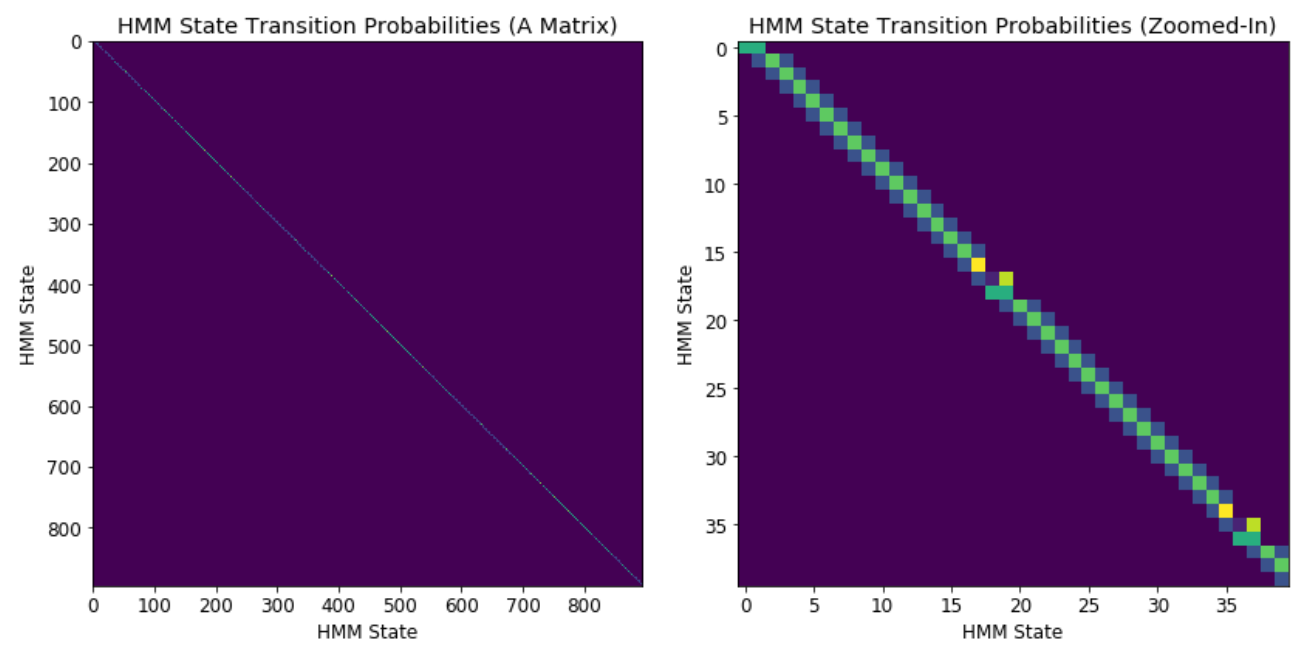 HMM State Transition Probabilities (A Matrix)
HMM State
0
100
200
300
400
500
600
700
800
0 100 200 300 400 500 600 700 800
HMM State
HMM State Transition Probabilities (Zoomed-In)
HMM State
0
5
10
15
20
25
30
35
0 5 10 15 20 25 30 35
HMM State